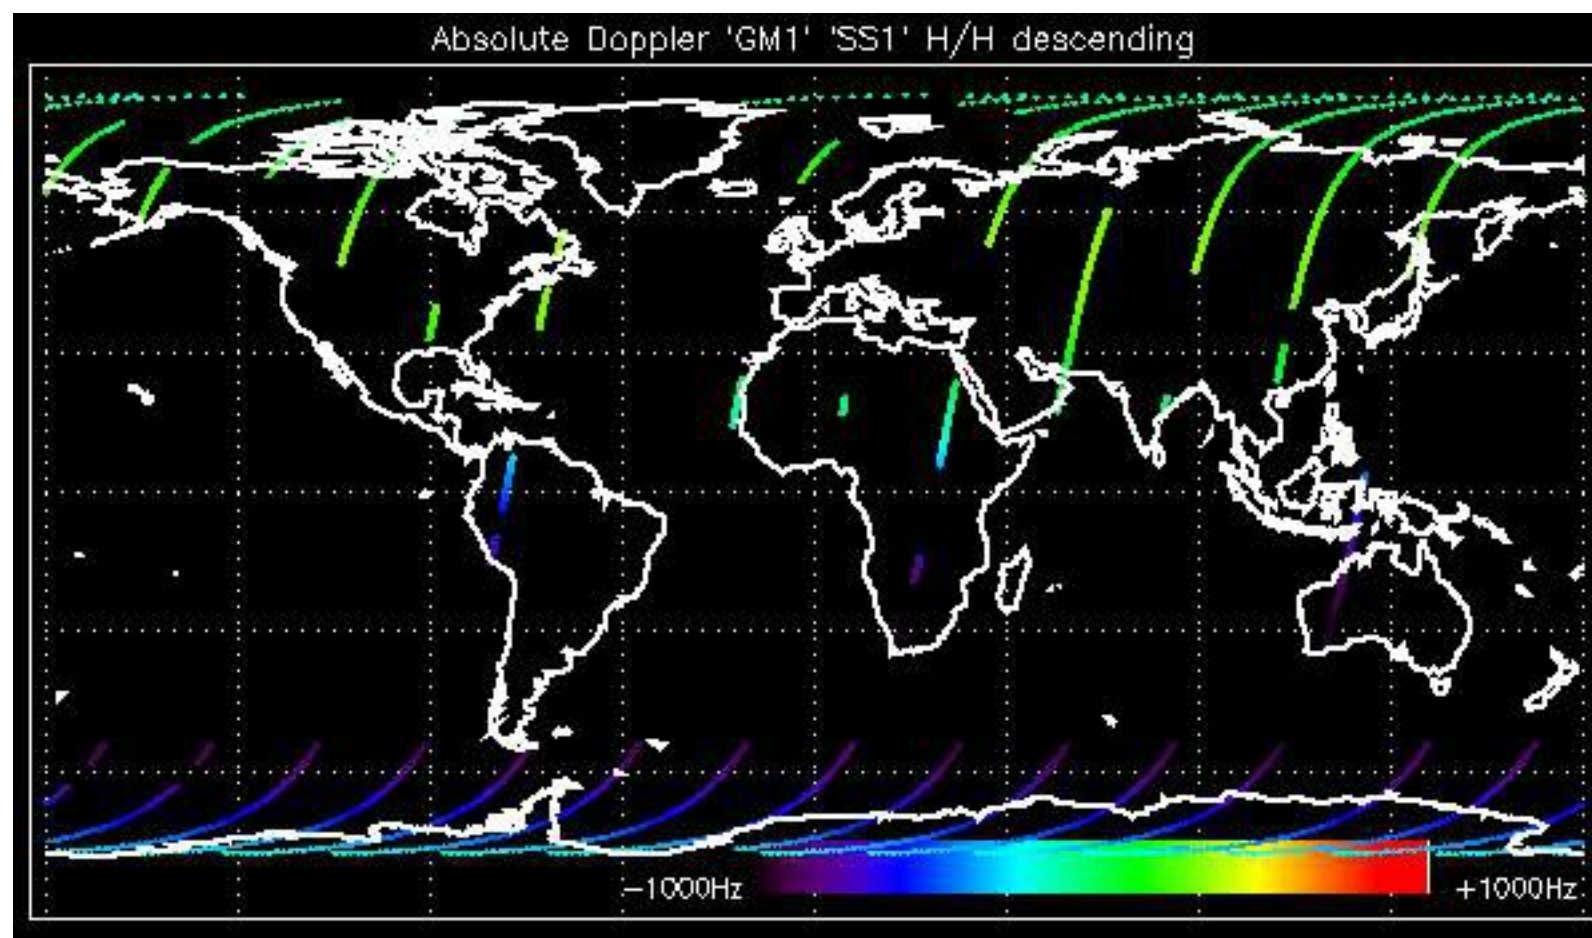 Absolute Doppler 'GM1' 'SS1' H/H descending
-1000Hz +1000Hz